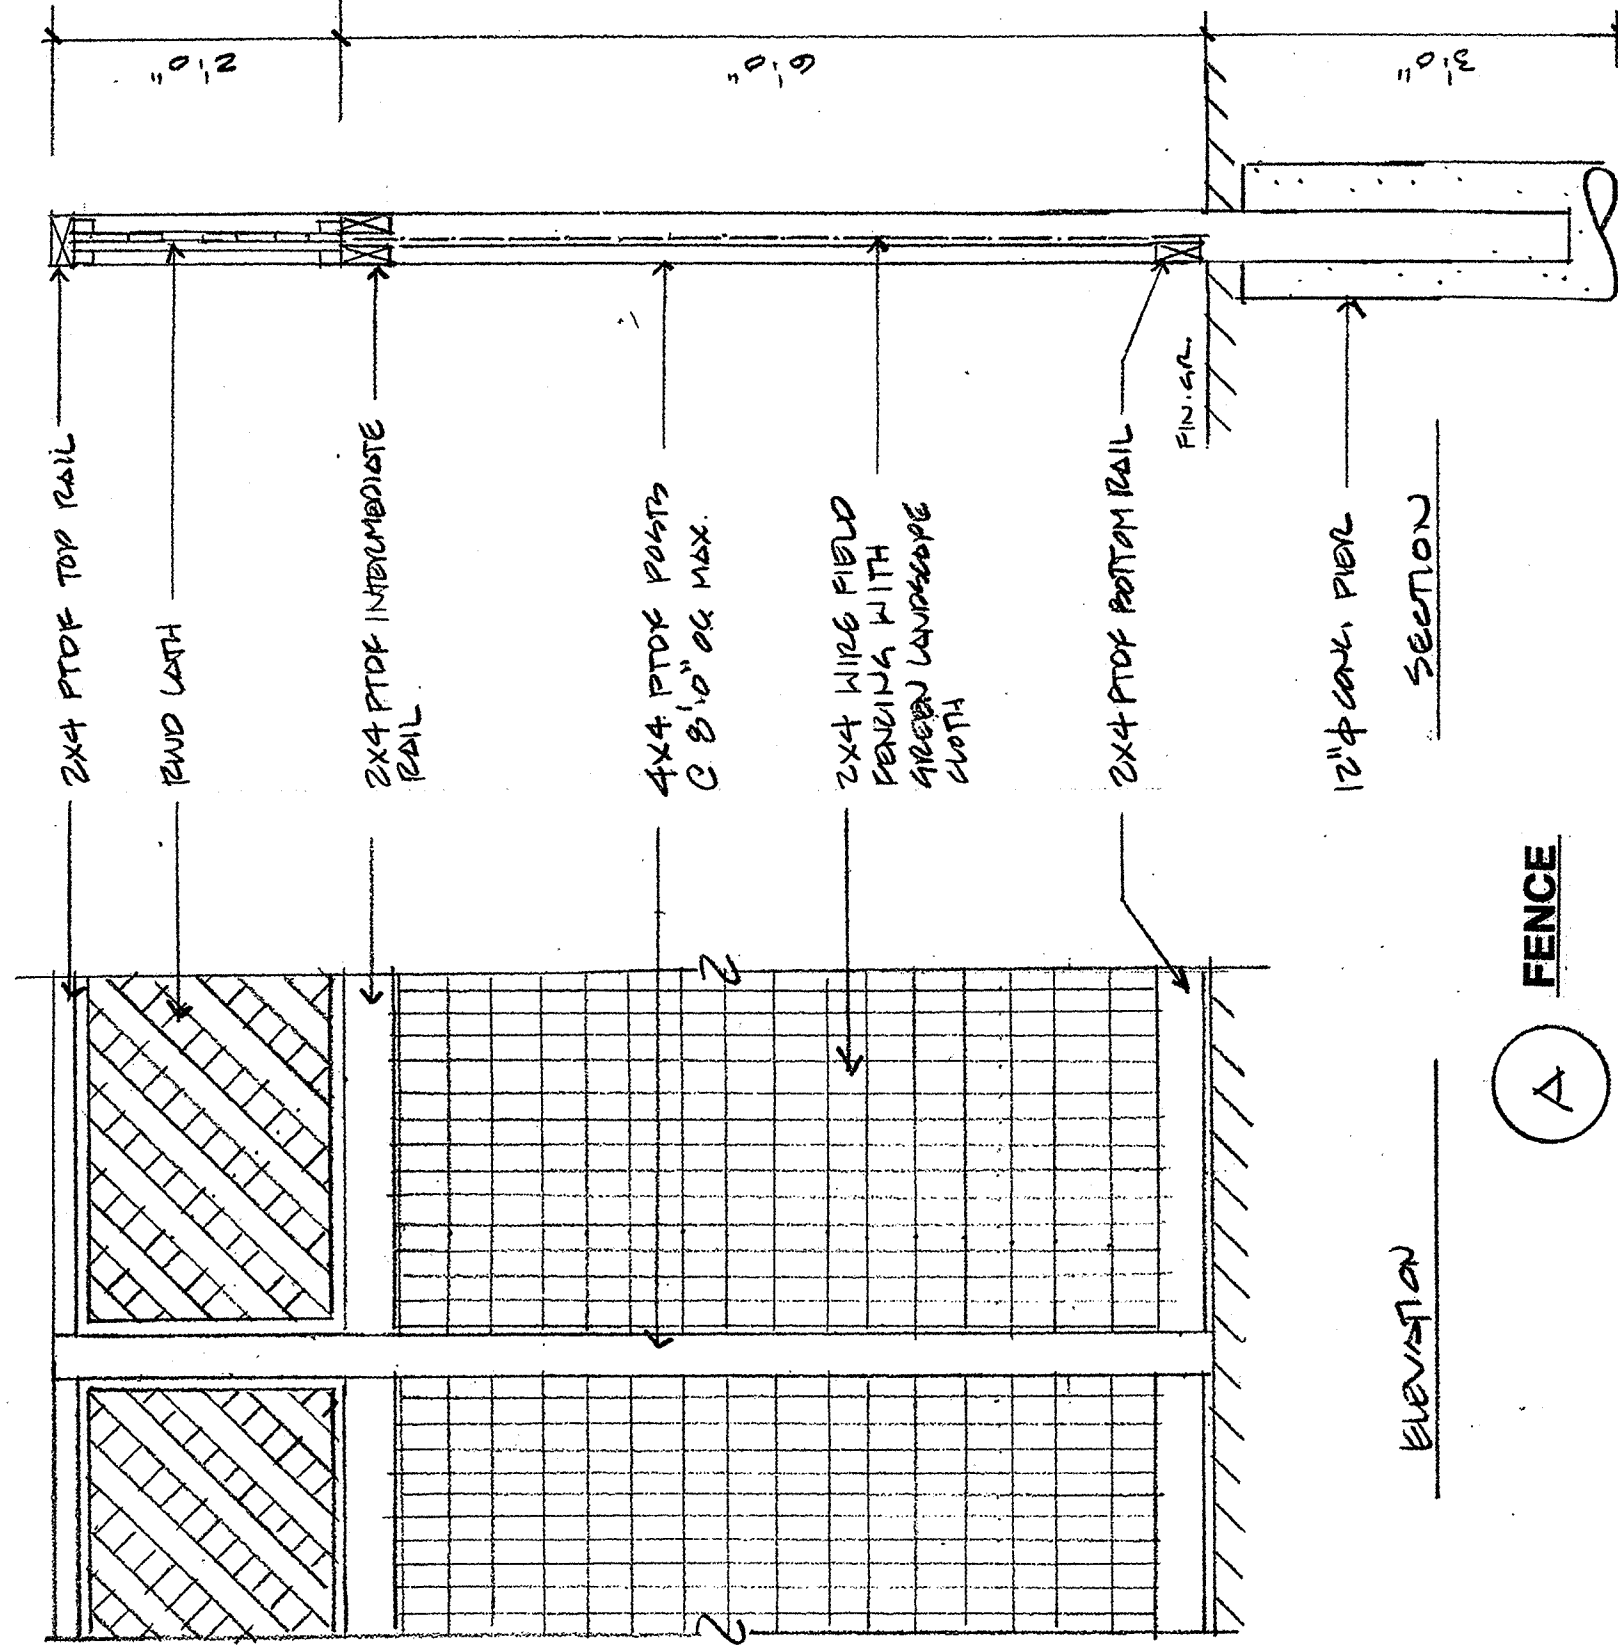 2'0"
6'0"
3'0"
2X4 PTDF TOP RAIL
RWD LATH
2X4 PTDF INTERMEDIATE
RAIL
4X4 PTDF POSTS
@ 8'0" OC MAX.
2X4 WIRE FIELD
FENCING WITH
GREEN LANDSCAPE
CLOTH
2X4 PTDF BOTTOM RAIL
FIN. GR.
12"φ CONC. PIER
SECTION
ELEVATION
A
FENCE